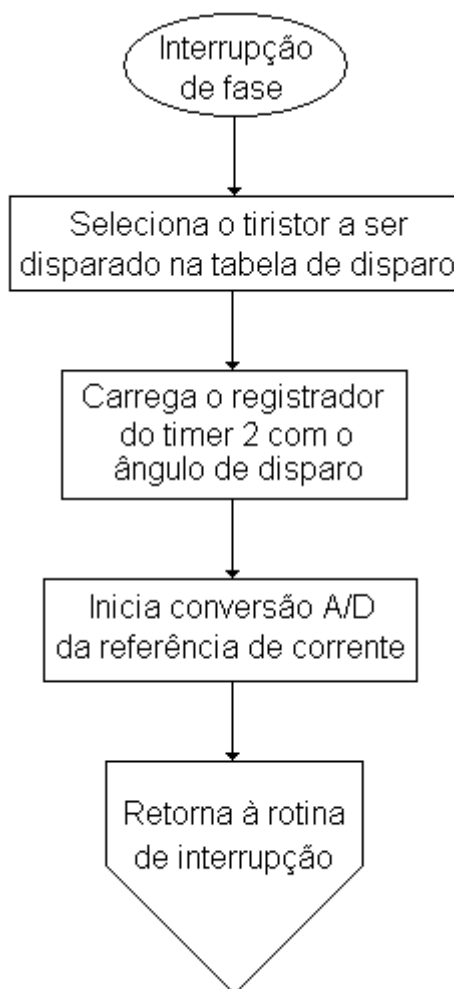 Interrupção
de fase
Seleciona o tiristor a ser
disparado na tabela de disparo
Carrega o registrador
do timer 2 com o
ângulo de disparo
Inicia conversão A/D
da referência de corrente
Retorna à rotina
de interrupção